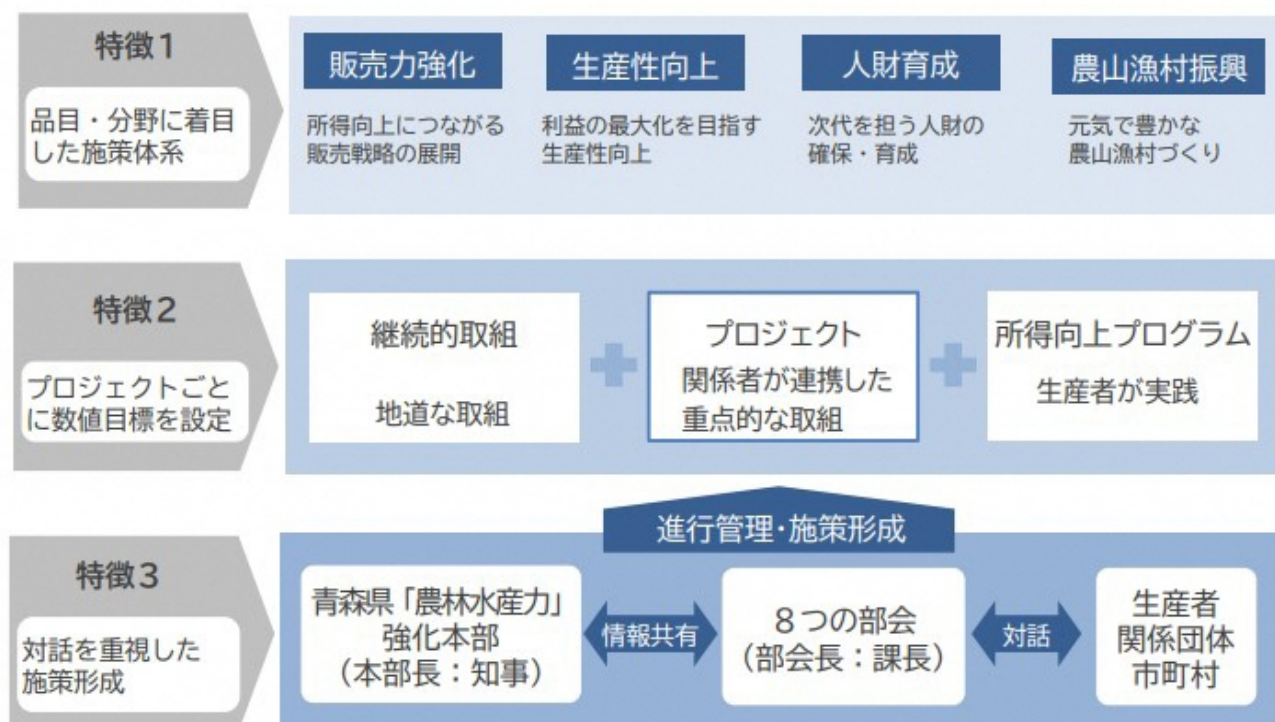 特徴1
品目・分野に着目
した施策体系
販売力強化
所得向上につながる
販売戦略の展開
生産性向上
利益の最大化を目指す
生産性向上
人財育成
次代を担う人財の
確保・育成
農山漁村振興
元気で豊かな
農山漁村づくり
特徴2
プロジェクトごと
に数値目標を設定
継続的取組
地道な取組
プロジェクト
関係者が連携した
重点的な取組
所得向上プログラム
生産者が実践
進行管理・施策形成
特徴3
対話を重視した
施策形成
青森県「農林水産力」
強化本部
(本部長：知事)
情報共有
８つの部会
(部会長：課長)
対話
生産者
関係団体
市町村